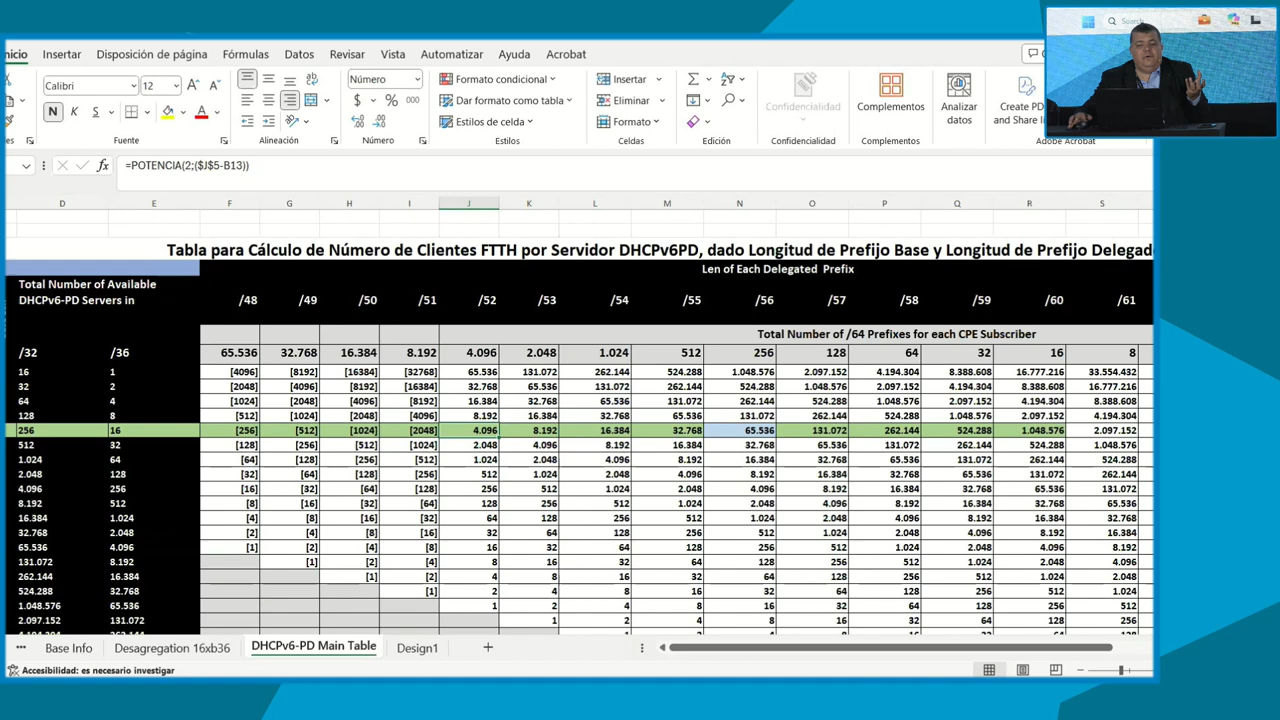 Search
nicio Insertar Disposición de página Fórmulas Datos Revisar Vista Automatizar Ayuda Acrobat
Calibri 12 A A Número Formato condicional Insertar
N K S A $ % 000 Dar formato como tabla Eliminar Confidencialidad Complementos Analizar datos Create PD and Share li
Estilos de celda Formato
Fuente Alineación Número Estilos Celdas Edición Confidencialidad Complementos Adobe Acrobat
fx =POTENCIA(2;($J$5-B13))
D E F G H I J K L M N O P Q R S
Tabla para Cálculo de Número de Clientes FTTH por Servidor DHCPv6PD, dado Longitud de Prefijo Base y Longitud de Prefijo Delegado
Len of Each Delegated Prefix
Total Number of Available
DHCPv6-PD Servers in /48 /49 /50 /51 /52 /53 /54 /55 /56 /57 /58 /59 /60 /61
Total Number of /64 Prefixes for each CPE Subscriber
/32 /36 65.536 32.768 16.384 8.192 4.096 2.048 1.024 512 256 128 64 32 16 8
16 1 [4096] [8192] [16384] [32768] 65.536 131.072 262.144 524.288 1.048.576 2.097.152 4.194.304 8.388.608 16.777.216 33.554.432
32 2 [2048] [4096] [8192] [16384] 32.768 65.536 131.072 262.144 524.288 1.048.576 2.097.152 4.194.304 8.388.608 16.777.216
64 4 [1024] [2048] [4096] [8192] 16.384 32.768 65.536 131.072 262.144 524.288 1.048.576 2.097.152 4.194.304 8.388.608
128 8 [512] [1024] [2048] [4096] 8.192 16.384 32.768 65.536 131.072 262.144 524.288 1.048.576 2.097.152 4.194.304
256 16 [256] [512] [1024] [2048] 4.096 8.192 16.384 32.768 65.536 131.072 262.144 524.288 1.048.576 2.097.152
512 32 [128] [256] [512] [1024] 2.048 4.096 8.192 16.384 32.768 65.536 131.072 262.144 524.288 1.048.576
1.024 64 [64] [128] [256] [512] 1.024 2.048 4.096 8.192 16.384 32.768 65.536 131.072 262.144 524.288
2.048 128 [32] [64] [128] [256] 512 1.024 2.048 4.096 8.192 16.384 32.768 65.536 131.072 262.144
4.096 256 [16] [32] [64] [128] 256 512 1.024 2.048 4.096 8.192 16.384 32.768 65.536 131.072
8.192 512 [8] [16] [32] [64] 128 256 512 1.024 2.048 4.096 8.192 16.384 32.768 65.536
16.384 1.024 [4] [8] [16] [32] 64 128 256 512 1.024 2.048 4.096 8.192 16.384 32.768
32.768 2.048 [2] [4] [8] [16] 32 64 128 256 512 1.024 2.048 4.096 8.192 16.384
65.536 4.096 [1] [2] [4] [8] 16 32 64 128 256 512 1.024 2.048 4.096 8.192
131.072 8.192 [1] [2] [4] 8 16 32 64 128 256 512 1.024 2.048 4.096
262.144 16.384 [1] [2] 4 8 16 32 64 128 256 512 1.024 2.048
524.288 32.768 [1] 2 4 8 16 32 64 128 256 512 1.024
1.048.576 65.536 1 2 4 8 16 32 64 128 256 512
2.097.152 131.072 1 2 4 8 16 32 64 128 256
Base Info Desagregation 16xb36 DHCPv6-PD Main Table Design1
Accesibilidad: es necesario investigar